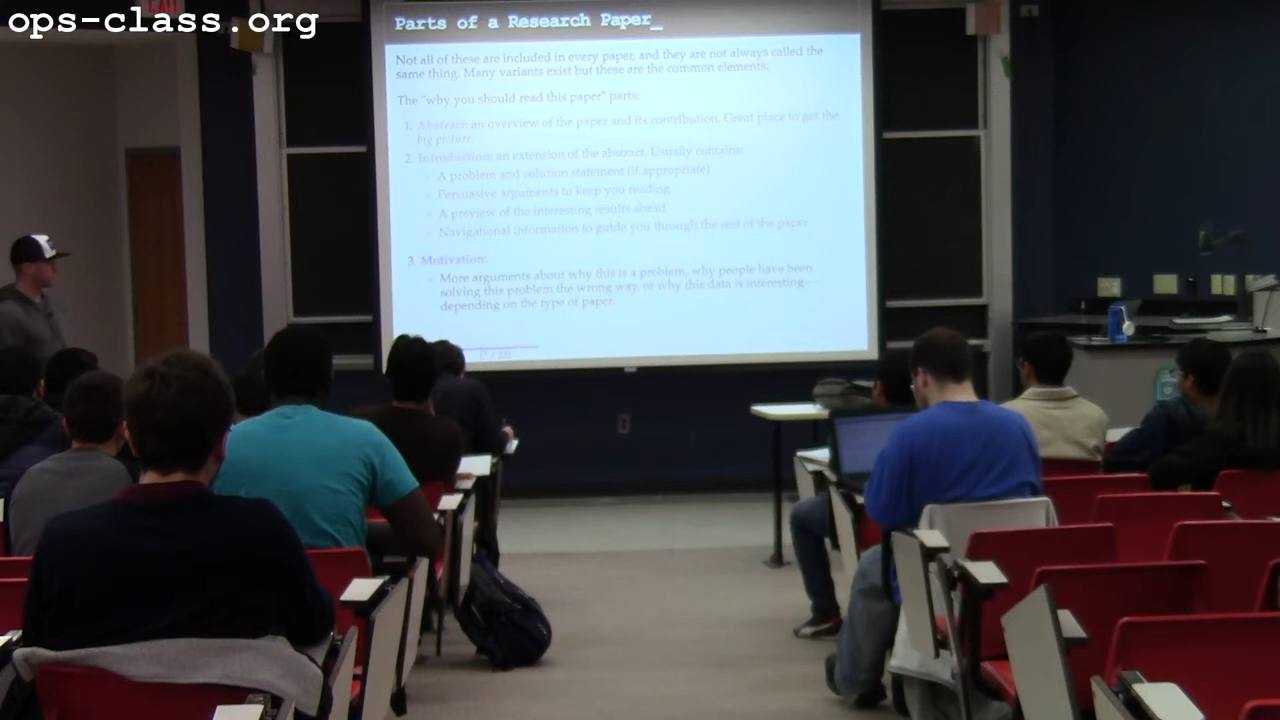 ops-class.org
EXIT
Parts of a Research Paper_
Not all of these are included in every paper, and they are not always called the
same thing. Many variants exist but these are the common elements.
The "why you should read this paper" parts:
1. Abstract: an overview of the paper and its contribution. Great place to get the
big picture.
2. Introduction: an extension of the abstract. Usually contains:
A problem and solution statement (if appropriate)
Persuasive arguments to keep you reading
A preview of the interesting results ahead
Navigational information to guide you through the rest of the paper
3. Motivation:
More arguments about why this is a problem, why people have been
solving this problem the wrong way, or why this data is interesting—
depending on the type of paper.